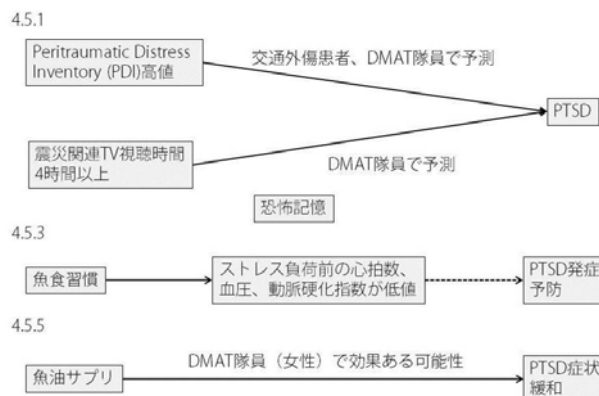 4.5.1
Peritraumatic Distress
Inventory (PDI)高値
交通外傷患者、DMAT隊員で予測
PTSD
震災関連TV視聴時間
4時間以上
DMAT隊員で予測
恐怖記憶
4.5.3
魚食習慣
ストレス負荷前の心拍数、
血圧、動脈硬化指数が低値
PTSD発症
予防
4.5.5
魚油サプリ
DMAT隊員（女性）で効果ある可能性
PTSD症状
緩和